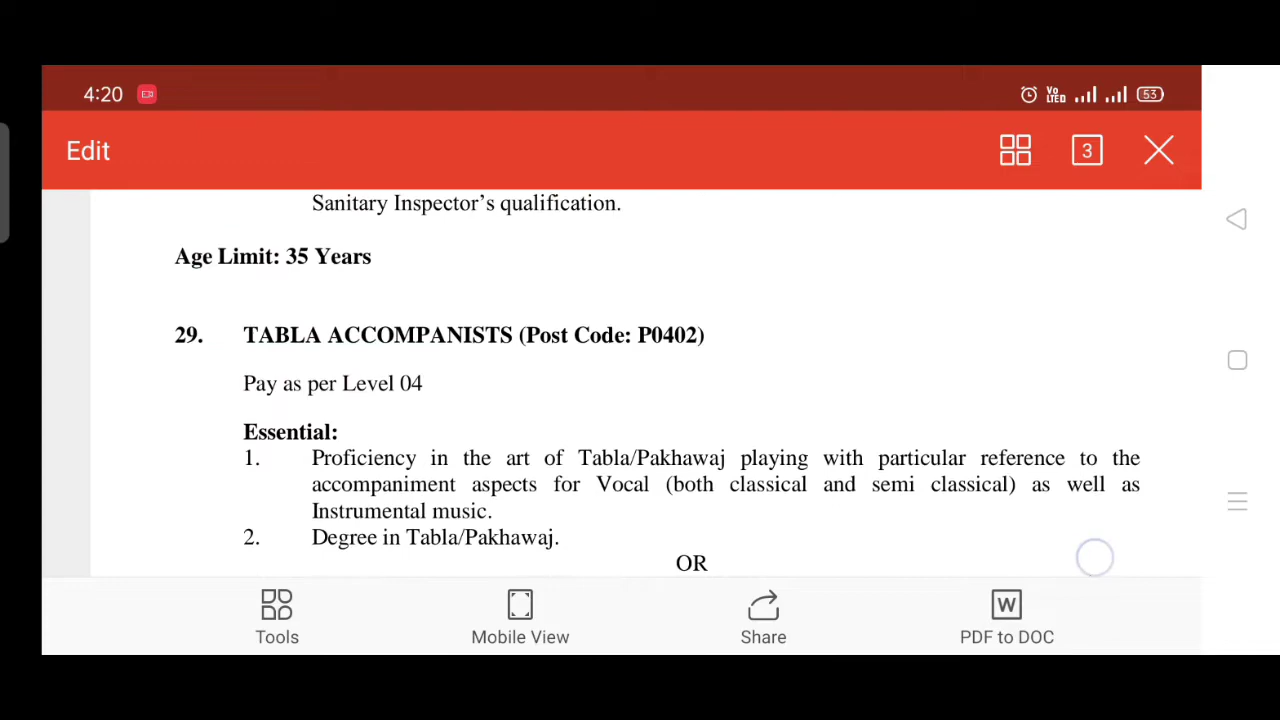 4:20
Vo
LTED
53
Edit
3
Sanitary Inspector's qualification.
Age Limit: 35 Years
29. TABLA ACCOMPANISTS (Post Code: P0402)
Pay as per Level 04
Essential:
1. Proficiency in the art of Tabla/Pakhawaj playing with particular reference to the
accompaniment aspects for Vocal (both classical and semi classical) as well as
Instrumental music.
2. Degree in Tabla/Pakhawaj.
OR
W
Tools Mobile View Share PDF to DOC